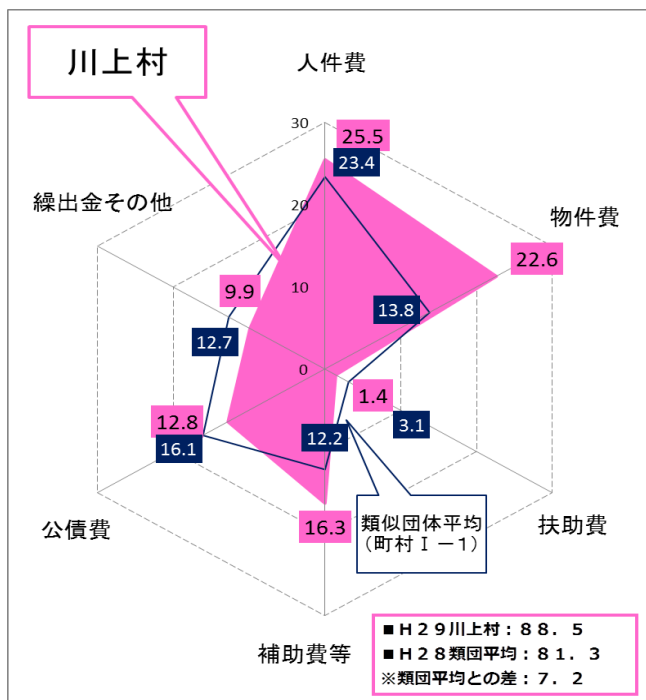 川上村
人件費
30
25.5
23.4
繰出金その他
20
物件費
22.6
10
9.9
13.8
12.7
0
1.4
12.8
3.1
12.2
16.1
類似団体平均
(町村Ⅰ－1)
16.3
公債費
扶助費
補助費等
■Ｈ２９川上村：８８．５
■Ｈ２８類団平均：８１．３
※類団平均との差：７．２